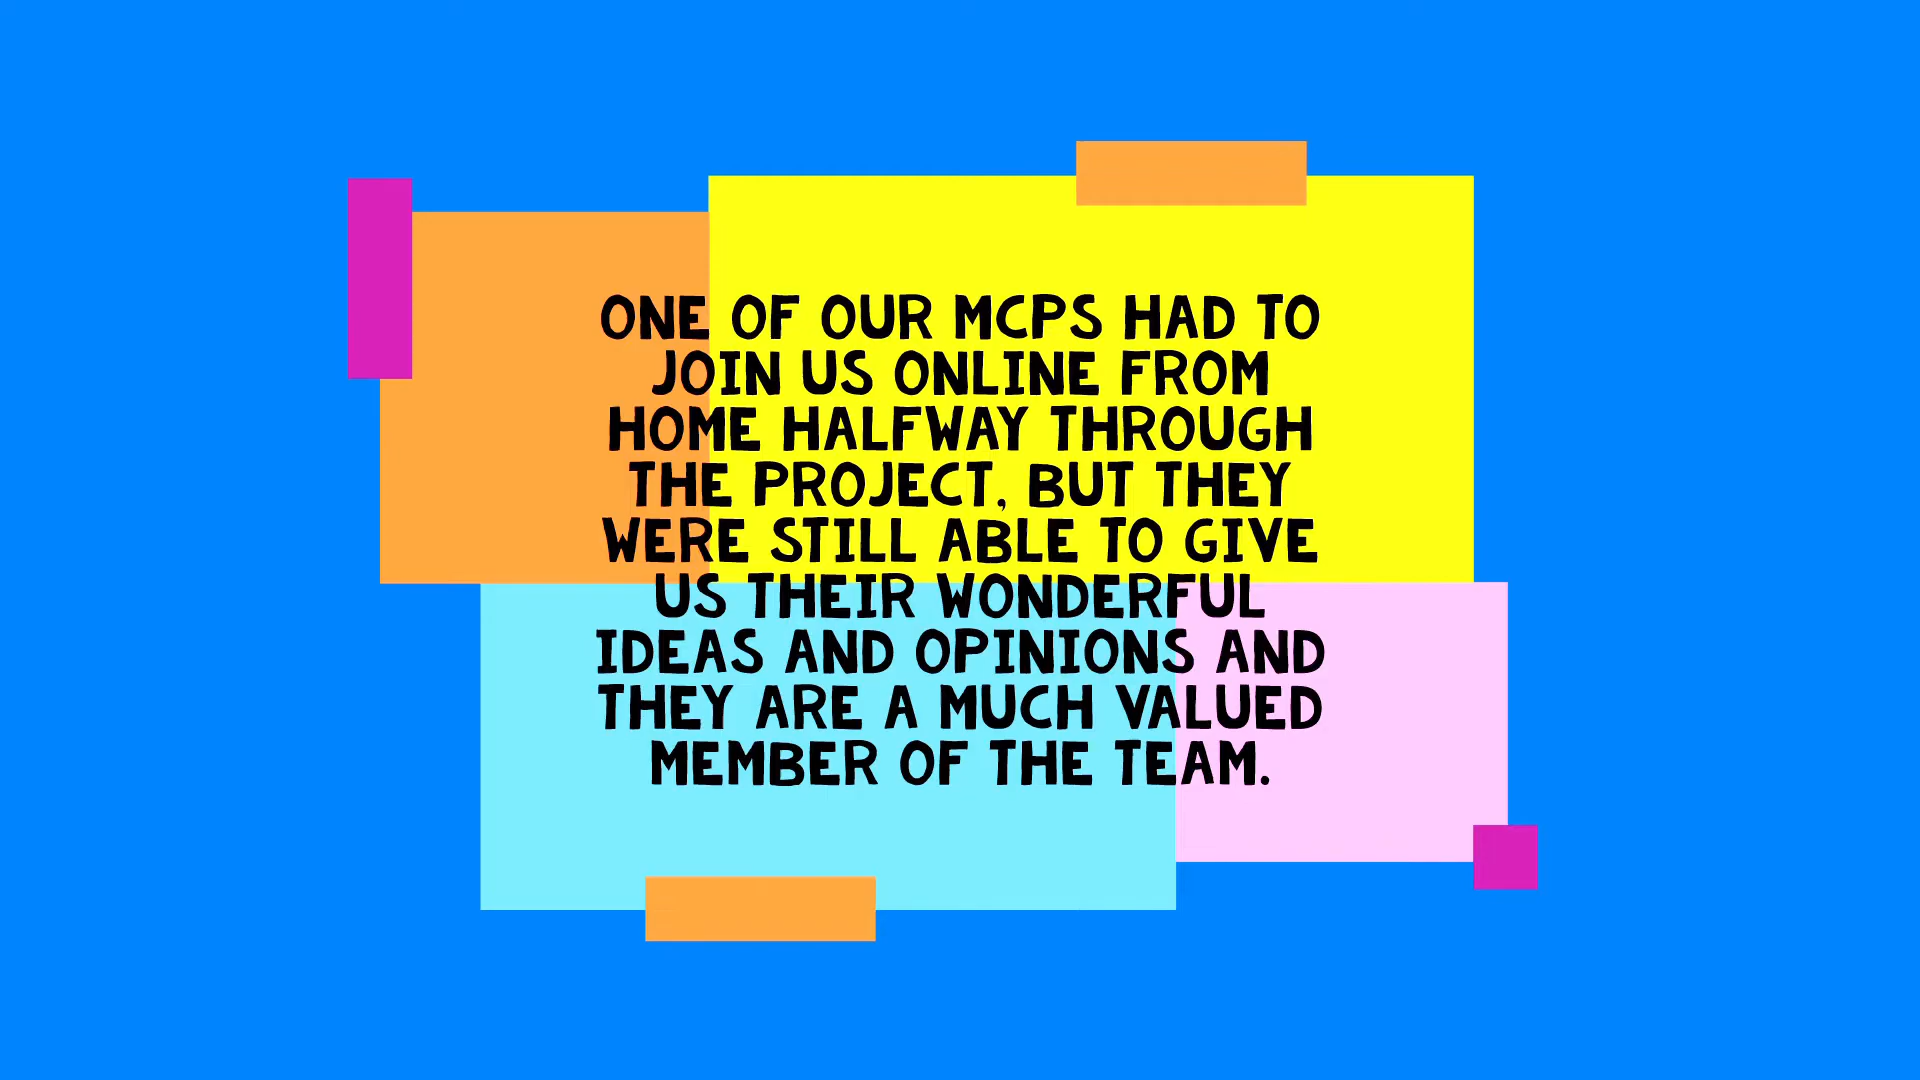 ONE OF OUR MCPS HAD TO
JOIN US ONLINE FROM
HOME HALFWAY THROUGH
THE PROJECT, BUT THEY
WERE STILL ABLE TO GIVE
US THEIR WONDERFUL
IDEAS AND OPINIONS AND
THEY ARE A MUCH VALUED
MEMBER OF THE TEAM.